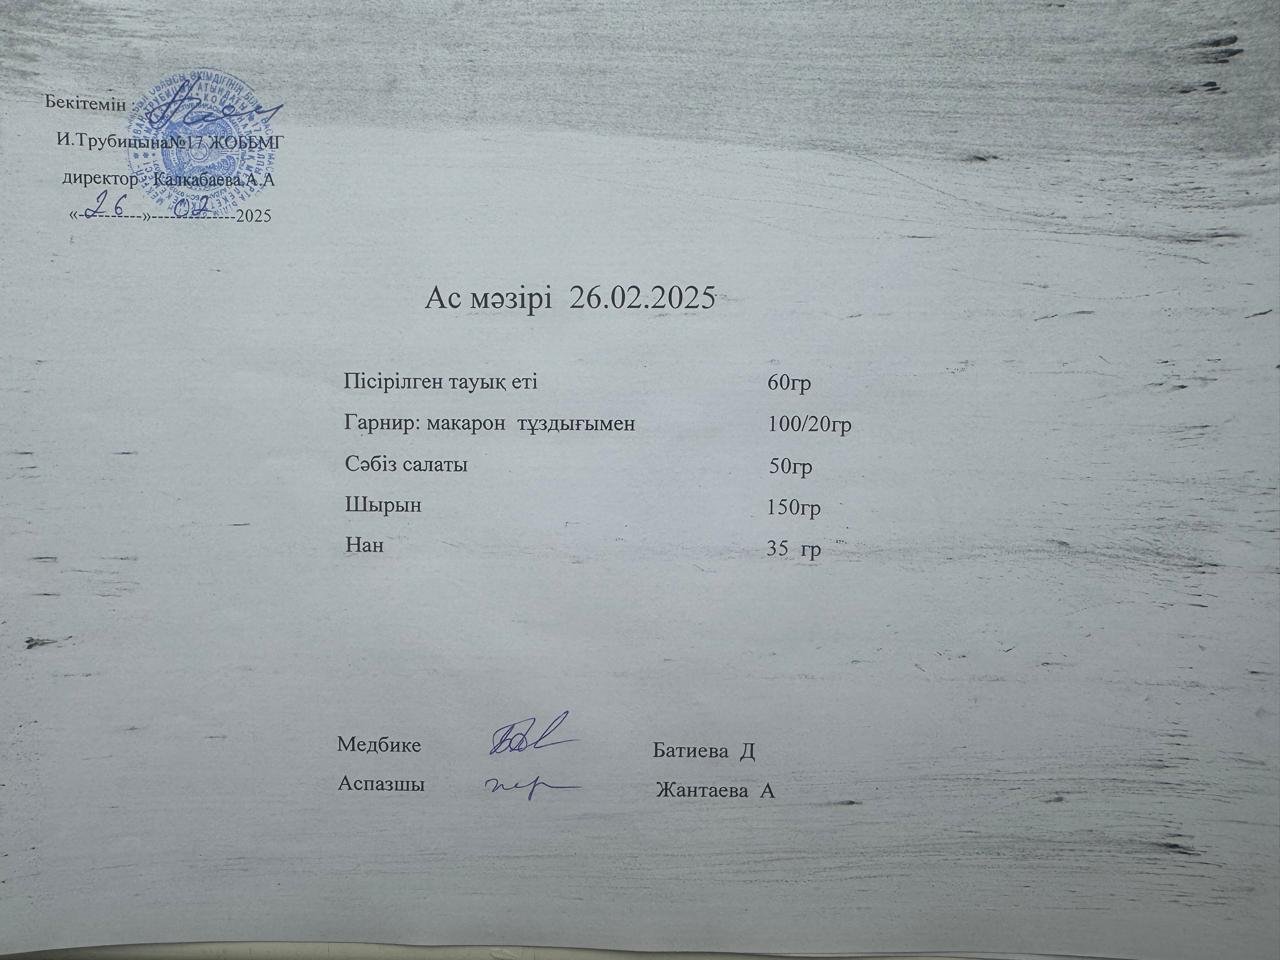 Бекітемін
И.Трубицына№17 ЖОББМГ
директор Калкабаева.А.А
«-26-»-02-2025
Ас мәзірі 26.02.2025
Пісірілген тауық еті 60гр
Гарнир: макарон тұздығымен 100/20гр
Сәбіз салаты 50гр
Шырын 150гр
Нан 35 гр
Медбике Батиева Д
Аспазшы Жантаева А